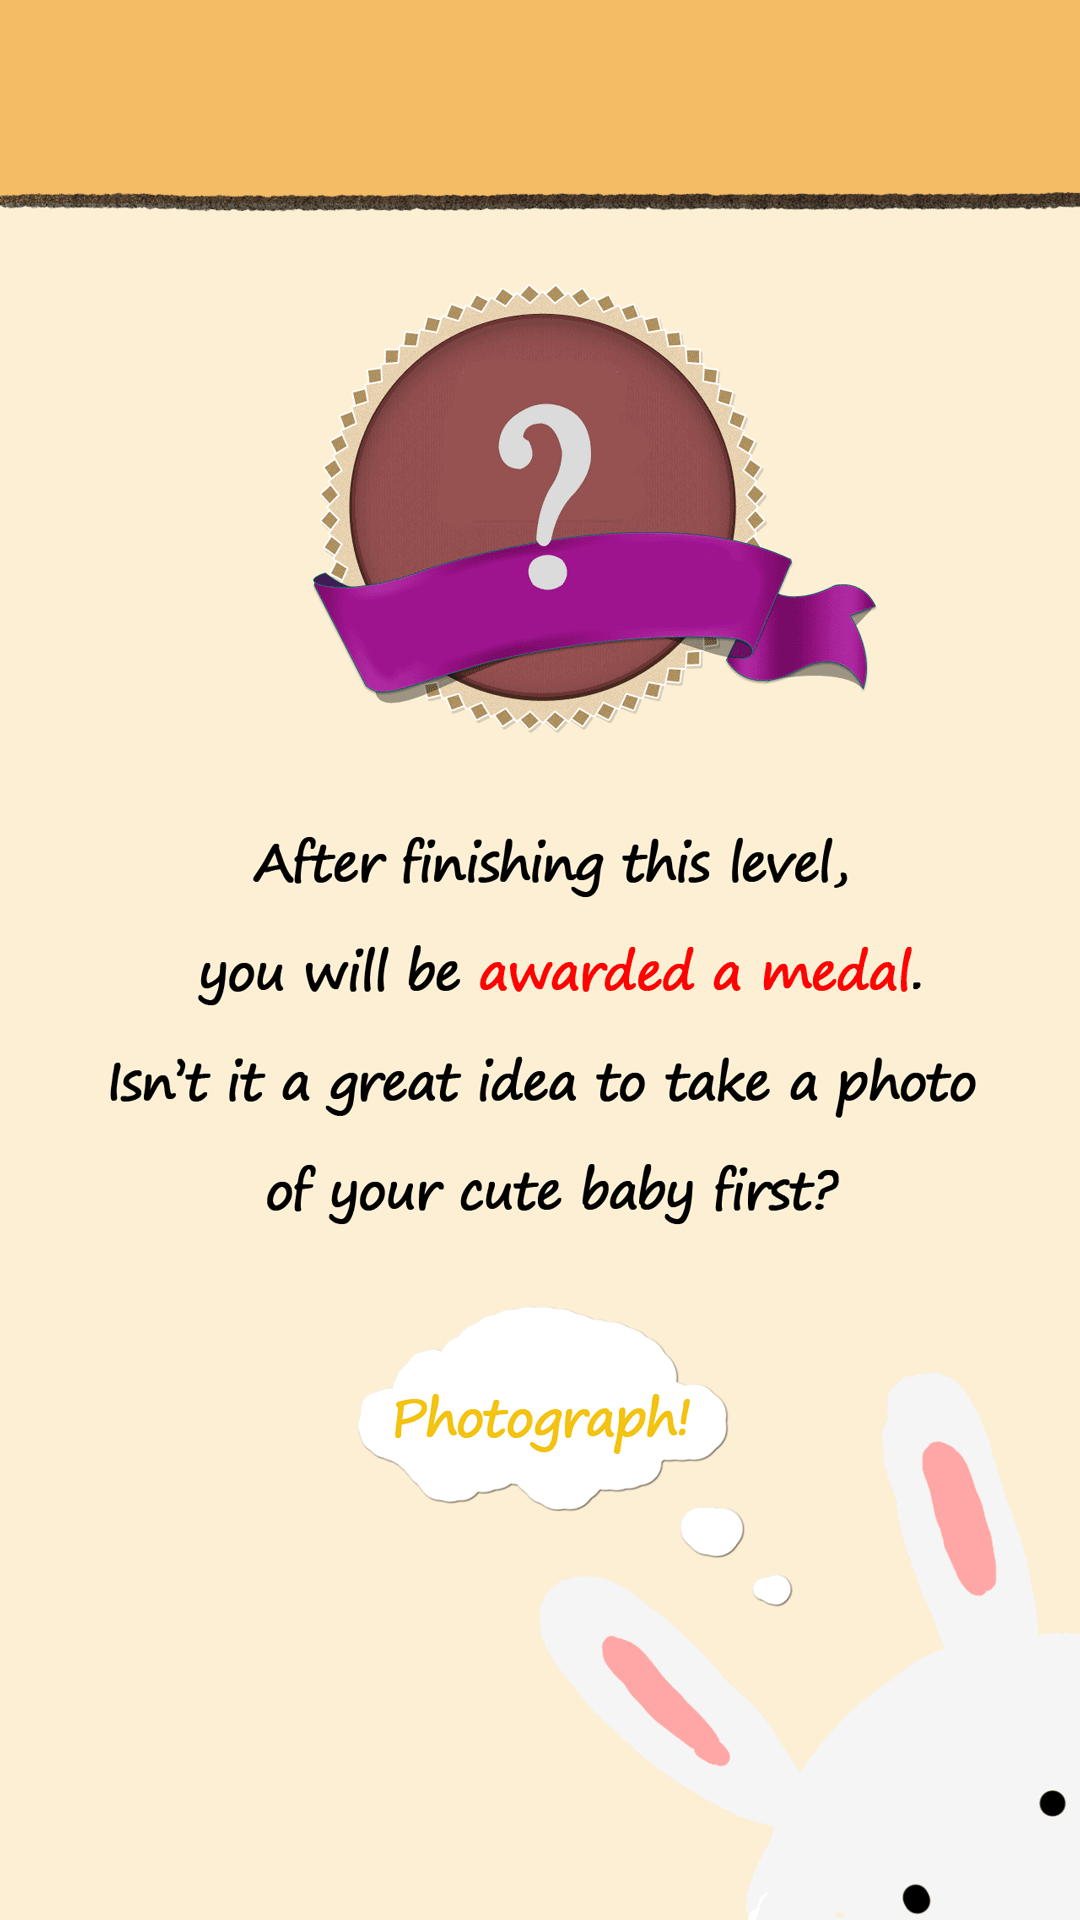 ?
After finishing this level,
you will be awarded a medal.
Isn't it a great idea to take a photo
of your cute baby first?
Photograph!